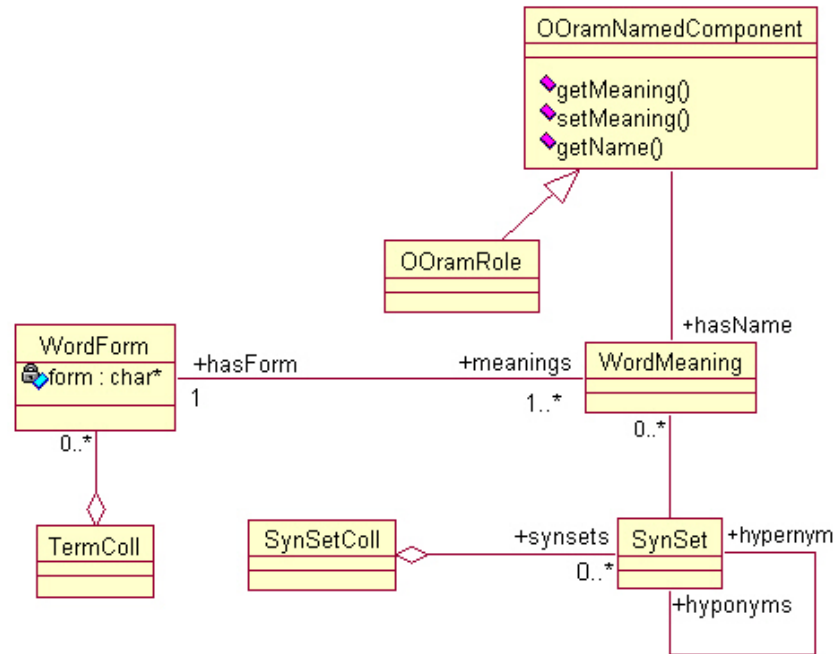 OOramNamedComponent
getMeaning()
setMeaning()
getName()
OOramRole
+hasName
WordForm
form : char*
+hasForm
+meanings
WordMeaning
1
1..*
0..*
0..*
TermColl
SynSetColl
+synsets
0..*
SynSet
+hypernym
+hyponyms